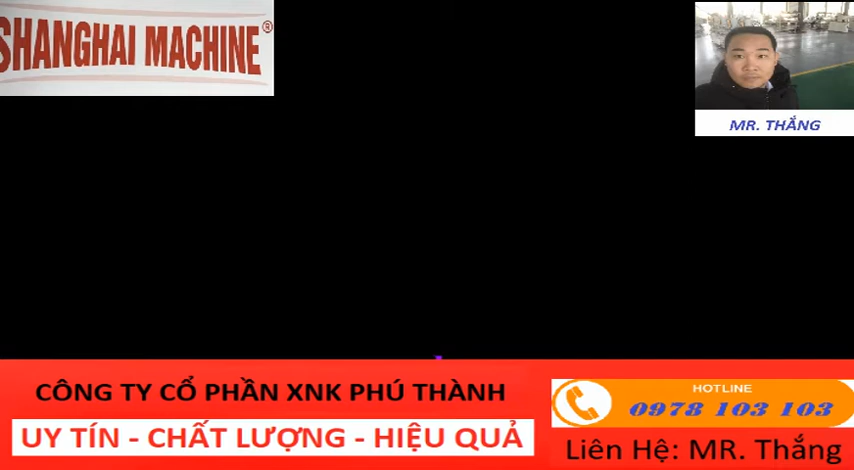 SHANGHAI MACHINE®
MR. THẮNG
CÔNG TY CỔ PHẦN XNK PHÚ THÀNH
UY TÍN - CHẤT LƯỢNG - HIỆU QUẢ
HOTLINE
0978 103 103
Liên Hệ: MR. Thắng